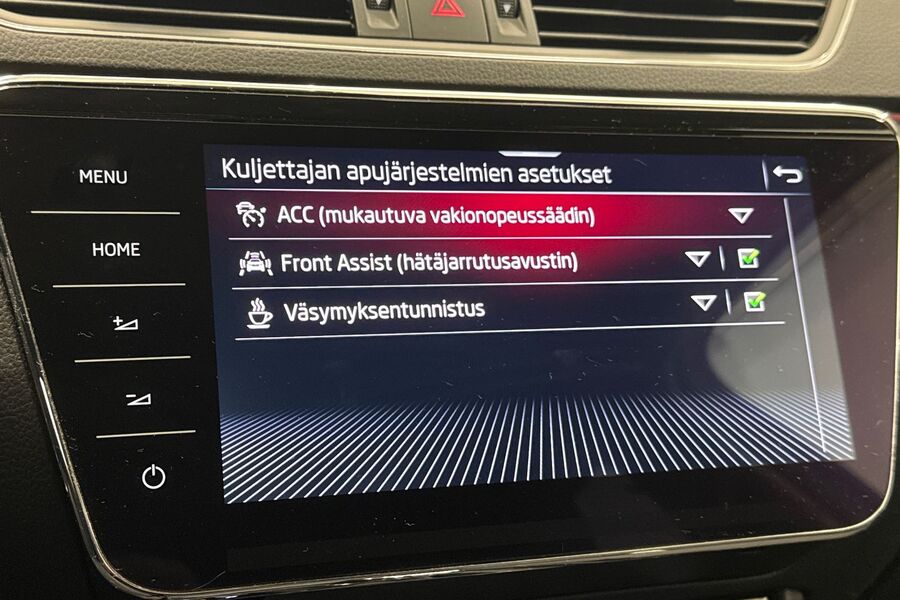 MENU
HOME
Kuljettajan apujärjestelmien asetukset
ACC (mukautuva vakionopeussäädin)
Front Assist (hätäjarrutusavustin)
Väsymyksentunnistus